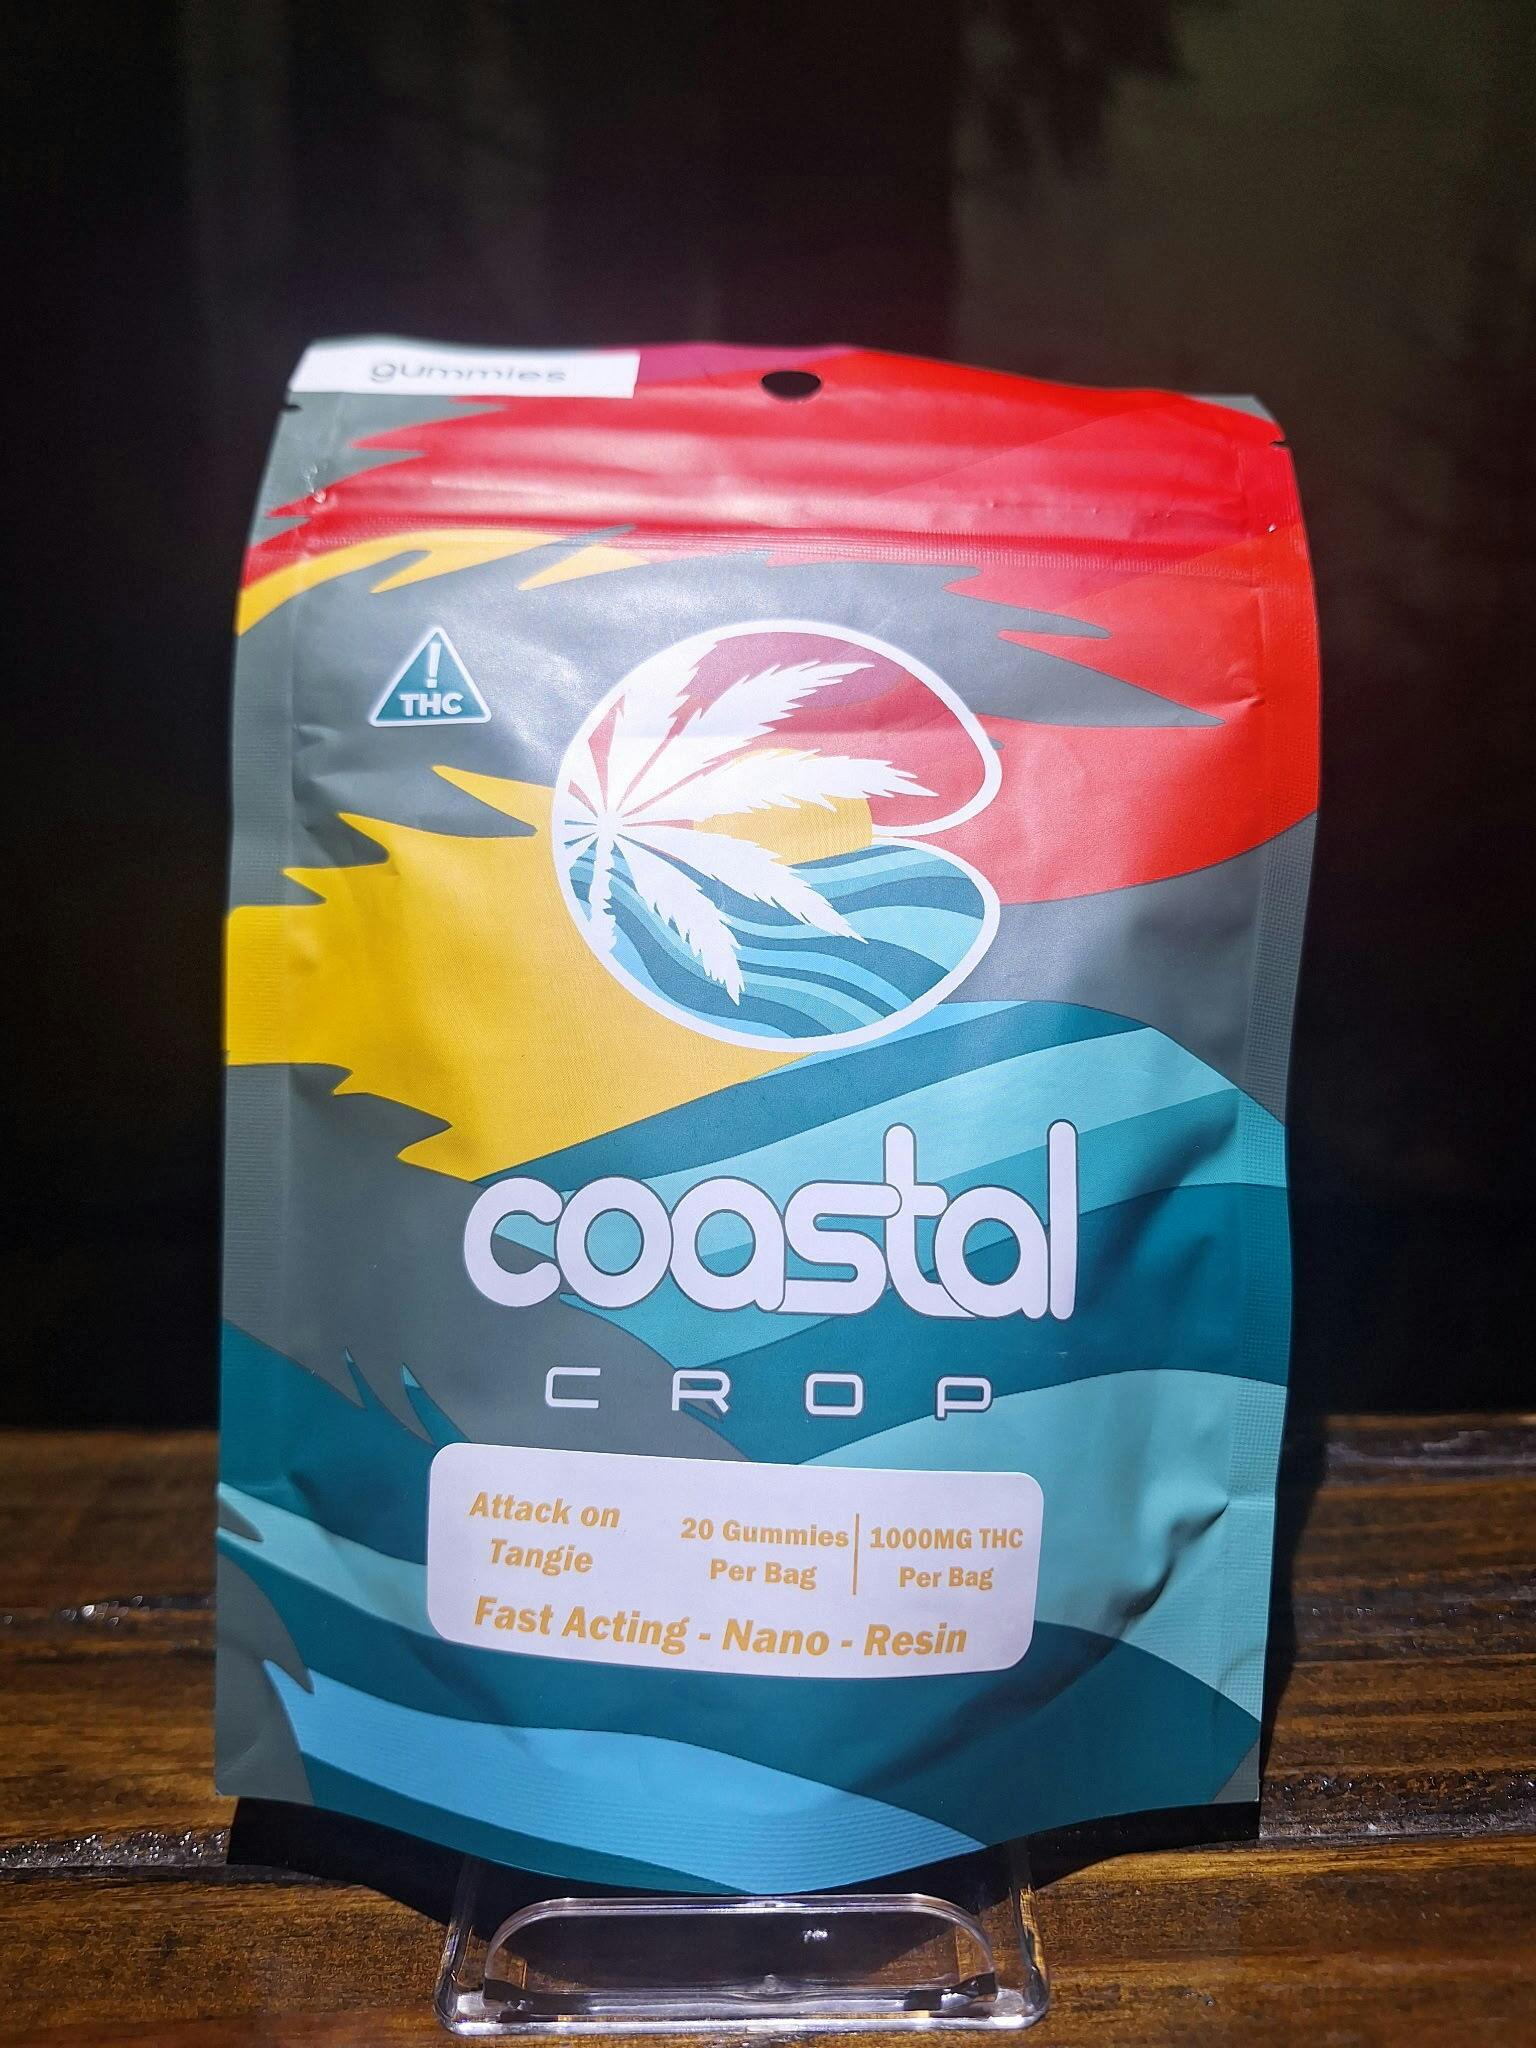 gummies
!
THC
coastal
CROP
Attack on
Tangie
20 Gummies
Per Bag
1000MG THC
Per Bag
Fast Acting - Nano - Resin